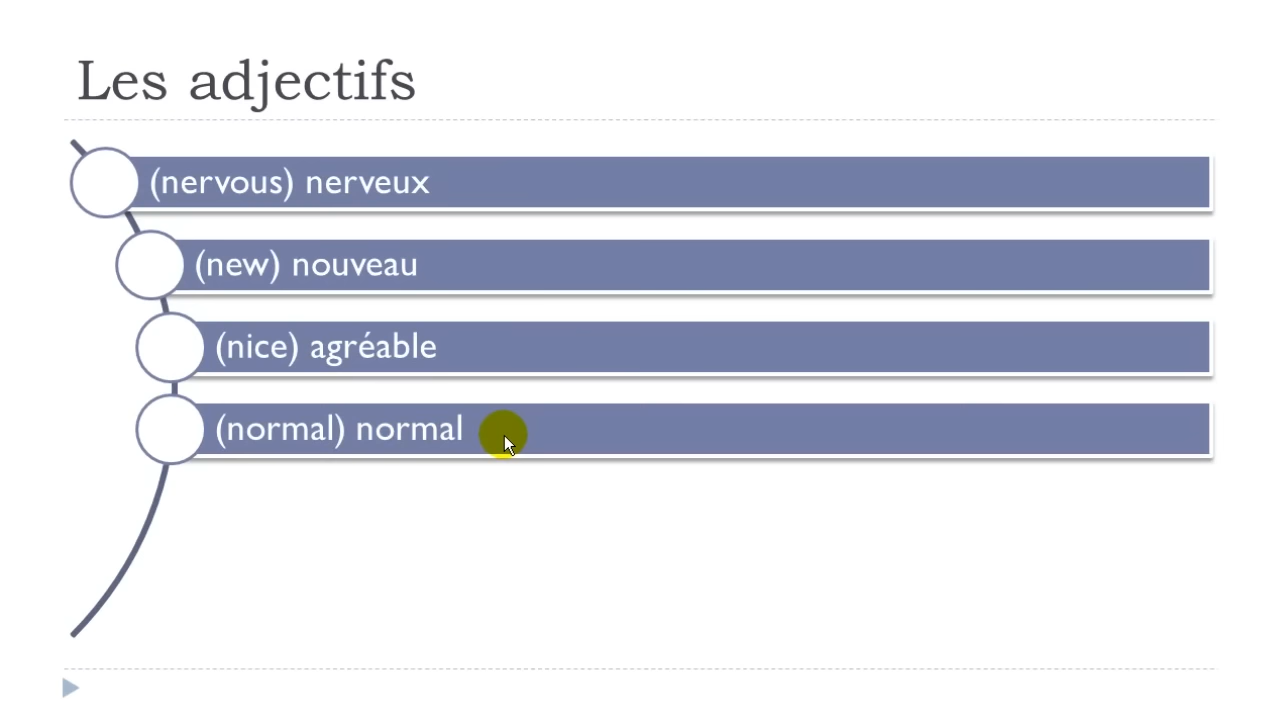 Les adjectifs
(nervous) nerveux
(new) nouveau
(nice) agréable
(normal) normal